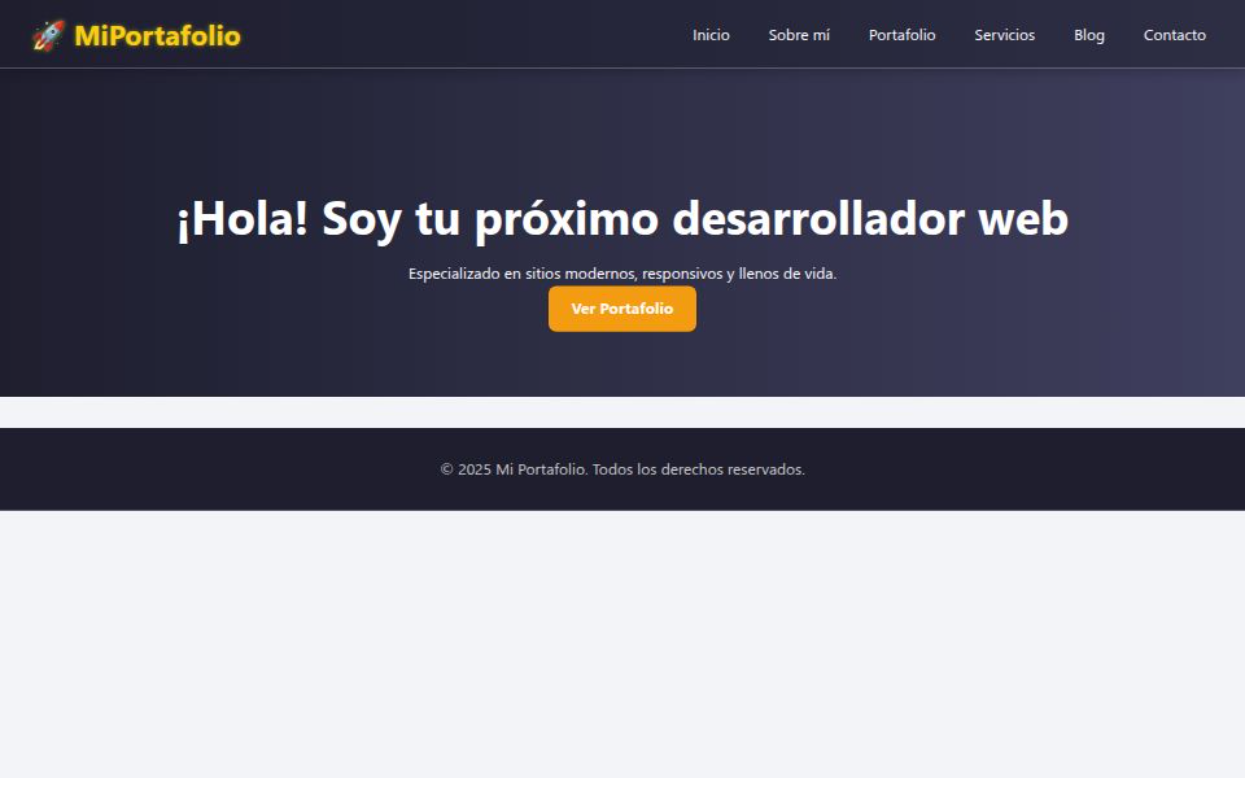 MiPortafolio
Inicio Sobre mí Portafolio Servicios Blog Contacto
¡Hola! Soy tu próximo desarrollador web
Especializado en sitios modernos, responsivos y llenos de vida.
Ver Portafolio
© 2025 Mi Portafolio. Todos los derechos reservados.